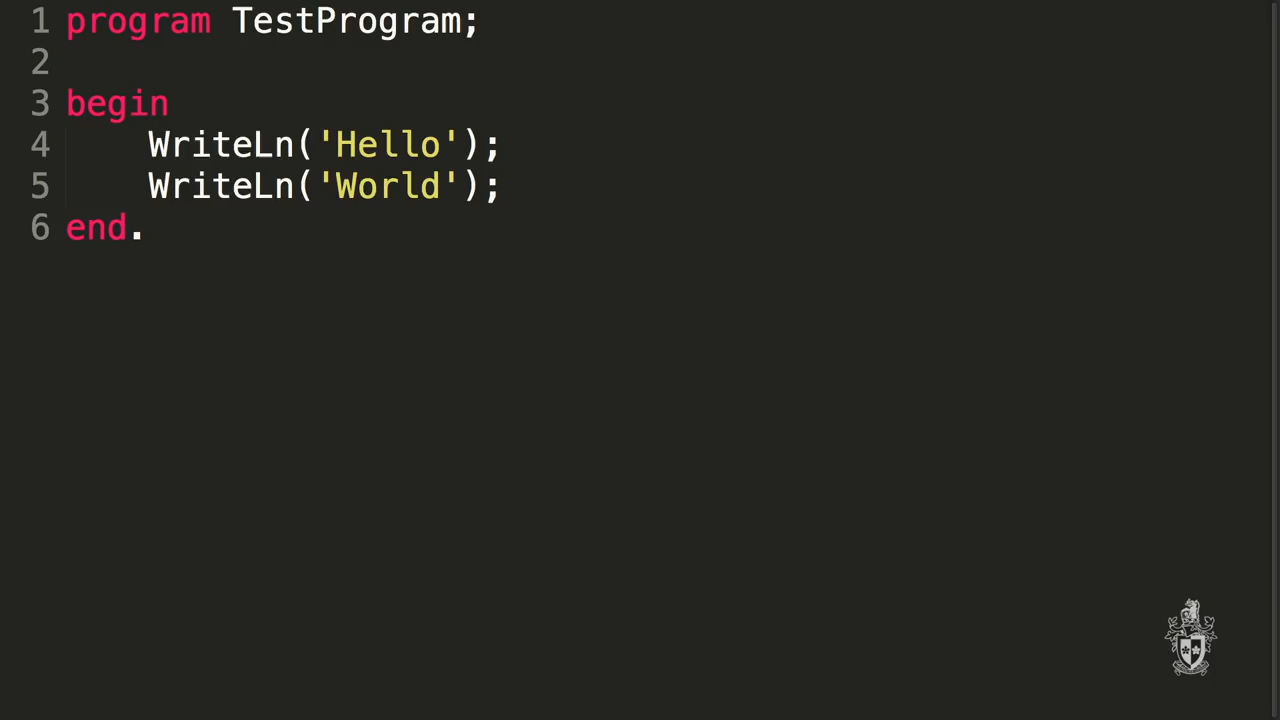 1 program TestProgram;
2
3 begin
4     WriteLn('Hello');
5     WriteLn('World');
6 end.